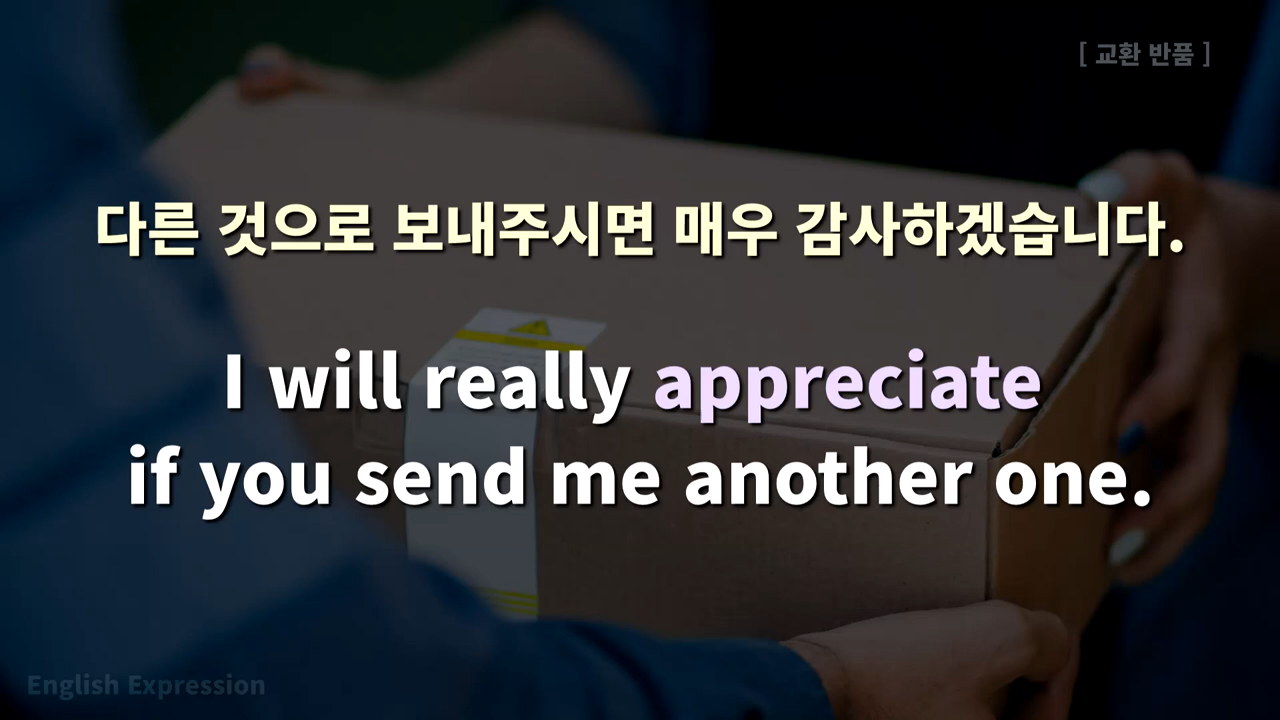 [ 교환 반품 ]
다른 것으로 보내주시면 매우 감사하겠습니다.
I will really appreciate
if you send me another one.
English Expression